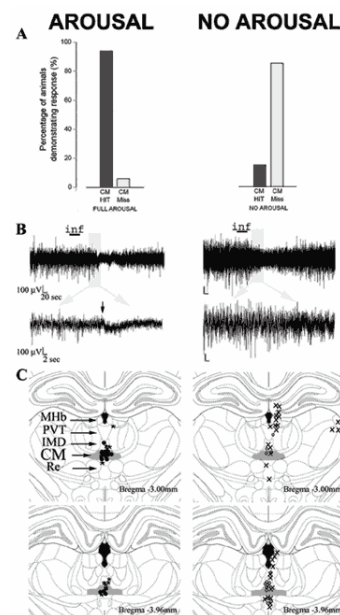 AROUSAL NO AROUSAL
A
Percentage of animals
demonstrating response (%)
100
80
60
40
20
0
CM CM
HIT Miss
FULL AROUSAL
CM CM
HIT Miss
NO AROUSAL
B
inf inf
100 µV
20 sec
100 µV
2 sec
C
MHb
PVT
IMD
CM
Re
Bregma -3.00mm Bregma -3.00mm
Bregma -3.96mm Bregma -3.96mm